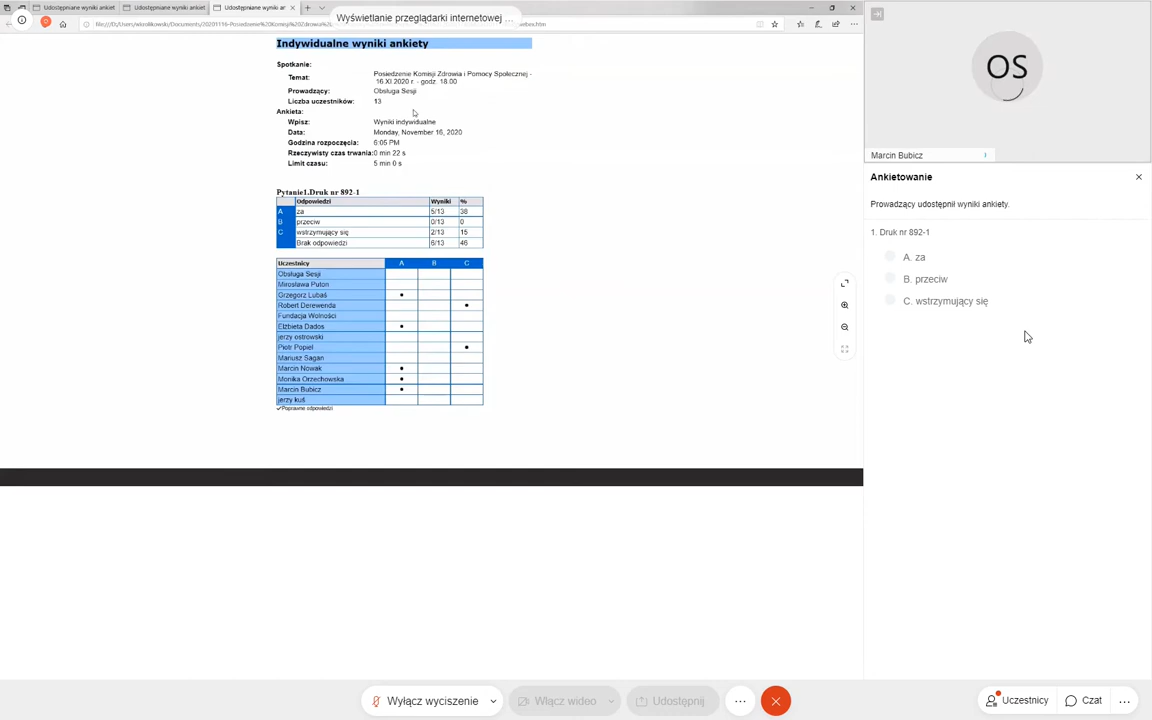 Udostępniane wyniki ankiet
Udostępniane wyniki ankiet
Udostępniane wyniki an
Wyświetlanie przeglądarki internetowej ...
Indywidualne wyniki ankiety
Spotkanie:
Temat: Posiedzenie Komisji Zdrowia i Pomocy Społecznej -
16 XI 2020 r. - godz. 18.00
Prowadzący: Obsługa Sesji
Liczba uczestników: 13
Ankieta:
Wpisz: Wyniki indywidualne
Data: Monday, November 16, 2020
Godzina rozpoczęcia: 6:05 PM
Rzeczywisty czas trwania: 0 min 22 s
Limit czasu: 5 min 0 s
Pytanie1.Druk nr 892-1
Odpowiedzi Wyniki %
A za 5/13 38
B przeciw 0/13 0
C wstrzymujący się 2/13 15
Brak odpowiedzi 6/13 46
Uczestnicy A B C
Obsługa Sesji
Mirosława Puton
Grzegorz Lubaś
Robert Derewenda
Fundacja Wolności
Elżbieta Dados
jerzy ostrowski
Piotr Popiel
Mariusz Sagan
Marcin Nowak
Monika Orzechowska
Marcin Bubicz
jerzy kuś
Poprawne odpowiedzi
OS
Marcin Bubicz
Ankietowanie
Prowadzący udostępnił wyniki ankiety.
1. Druk nr 892-1
A. za
B. przeciw
C. wstrzymujący się
Wyłącz wyciszenie
Włącz wideo
Udostępnij
Uczestnicy
Czat